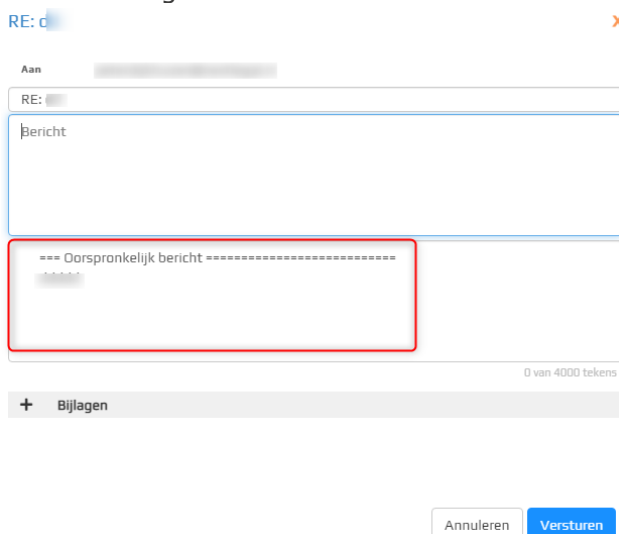 RE:
Aan
RE:
Bericht
=== Oorspronkelijk bericht ===========================
0 van 4000 tekens
+ Bijlagen
Annuleren
Versturen